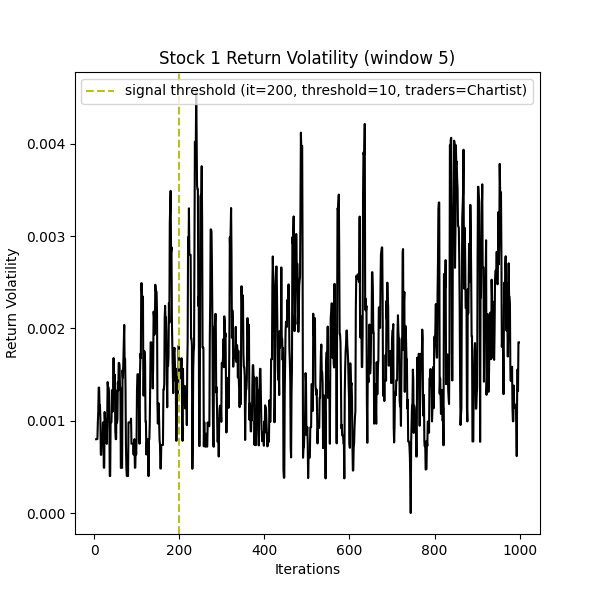 Stock 1 Return Volatility (window 5)
signal threshold (it=200, threshold=10, traders=Chartist)
0.004
0.003
0.002
0.001
0.000
Return Volatility
0 200 400 600 800 1000
Iterations